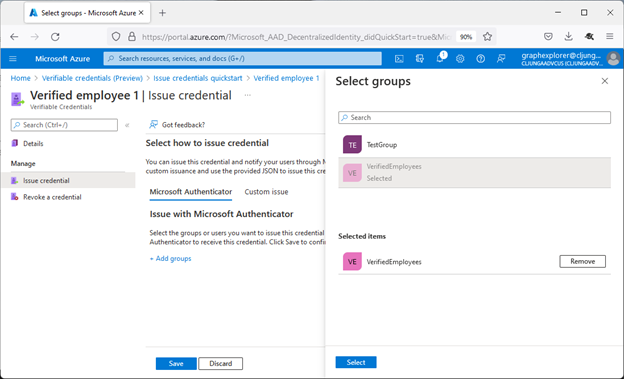 Select groups - Microsoft Azure
https://portal.azure.com/?Microsoft_AAD_DecentralizedIdentity_didQuickStart=true&Mi
90%
Microsoft Azure
Search resources, services, and docs (G+/)
1
graphexplorer@cljung...
CLJUNGAADVCUS (CLJUNGAADV...
Home > Verifiable credentials (Preview) > Issue credentials quickstart > Verified employee 1
Verified employee 1 | Issue credential ...
Verifiable Credentials
Search (Ctrl+/)
Details
Manage
Issue credential
Revoke a credential
Got feedback?
Select how to issue credential
You can issue this credential and notify your users through M
custom issuance and use the provided JSON to issue this cre
Microsoft Authenticator
Custom issue
Issue with Microsoft Authenticator
Select the groups or users you want to issue this credential
Authenticator to receive this credential. Click Save to confi
+ Add groups
Save
Discard
Select groups
Search
TE
TestGroup
VE
VerifiedEmployees
Selected
Selected items
VE
VerifiedEmployees
Remove
Select